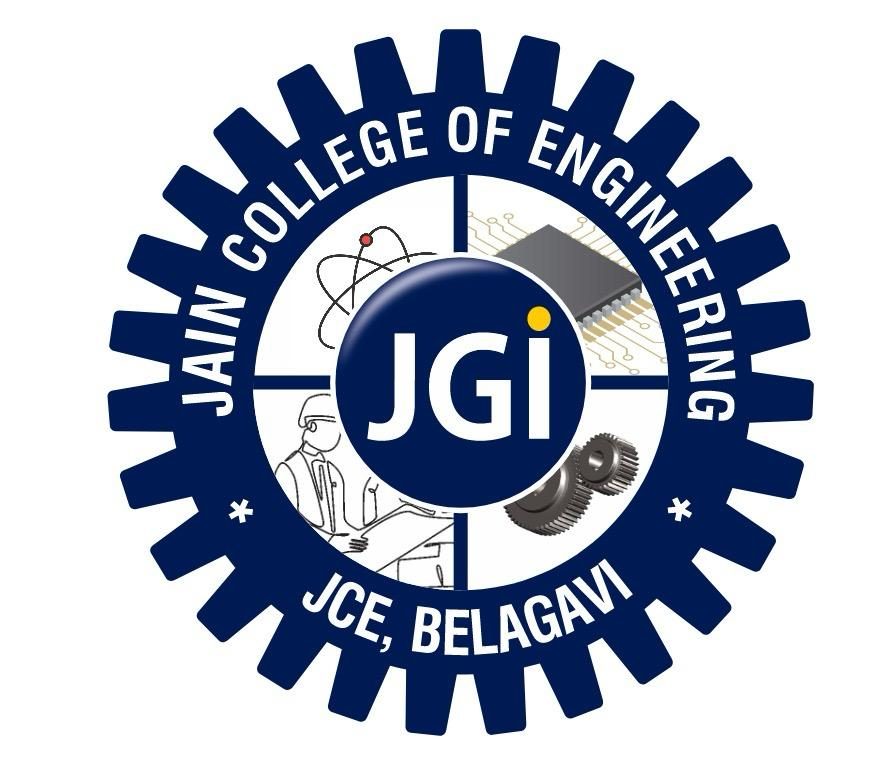 JAIN COLLEGE OF ENGINEERING
JGi
* JCE, BELAGAVI *